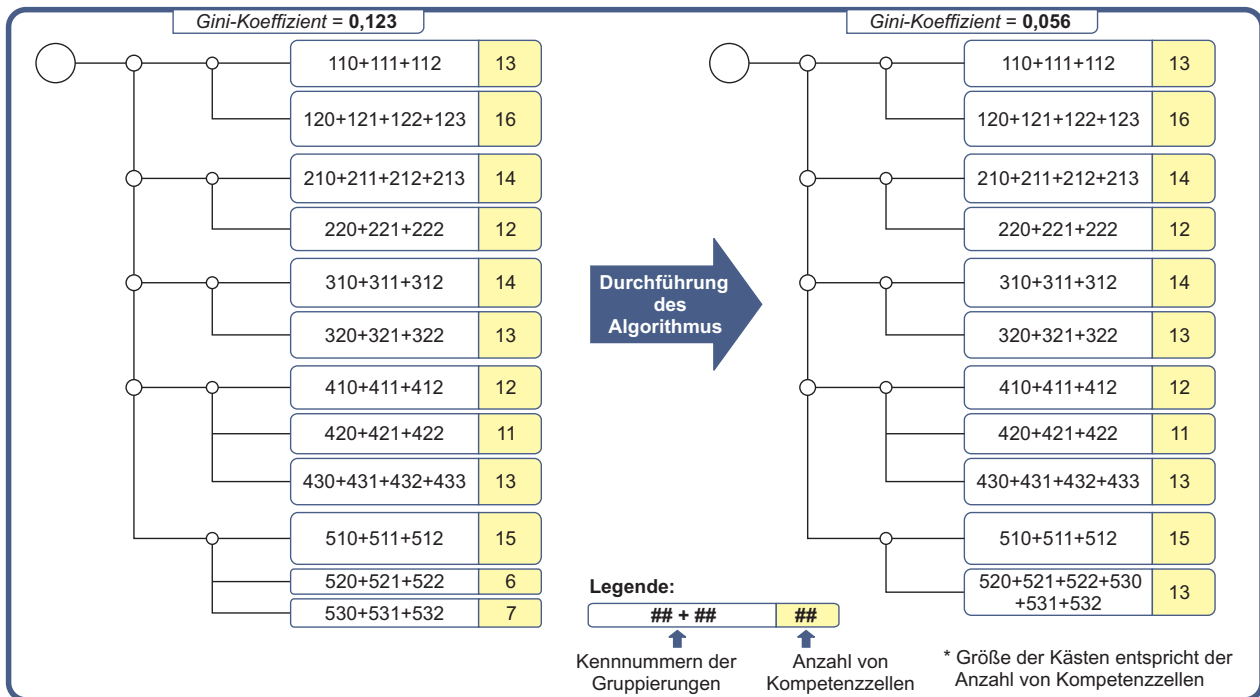 Gini-Koeffizient = 0,123
110+111+112 13
120+121+122+123 16
210+211+212+213 14
220+221+222 12
310+311+312 14
320+321+322 13
410+411+412 12
420+421+422 11
430+431+432+433 13
510+511+512 15
520+521+522 6
530+531+532 7
Durchführung
des
Algorithmus
Gini-Koeffizient = 0,056
110+111+112 13
120+121+122+123 16
210+211+212+213 14
220+221+222 12
310+311+312 14
320+321+322 13
410+411+412 12
420+421+422 11
430+431+432+433 13
510+511+512 15
520+521+522+530
+531+532 13
Legende:
## + ## ##
Kennnummern der
Gruppierungen
Anzahl von
Kompetenzzellen
* Größe der Kästen entspricht der
Anzahl von Kompetenzzellen